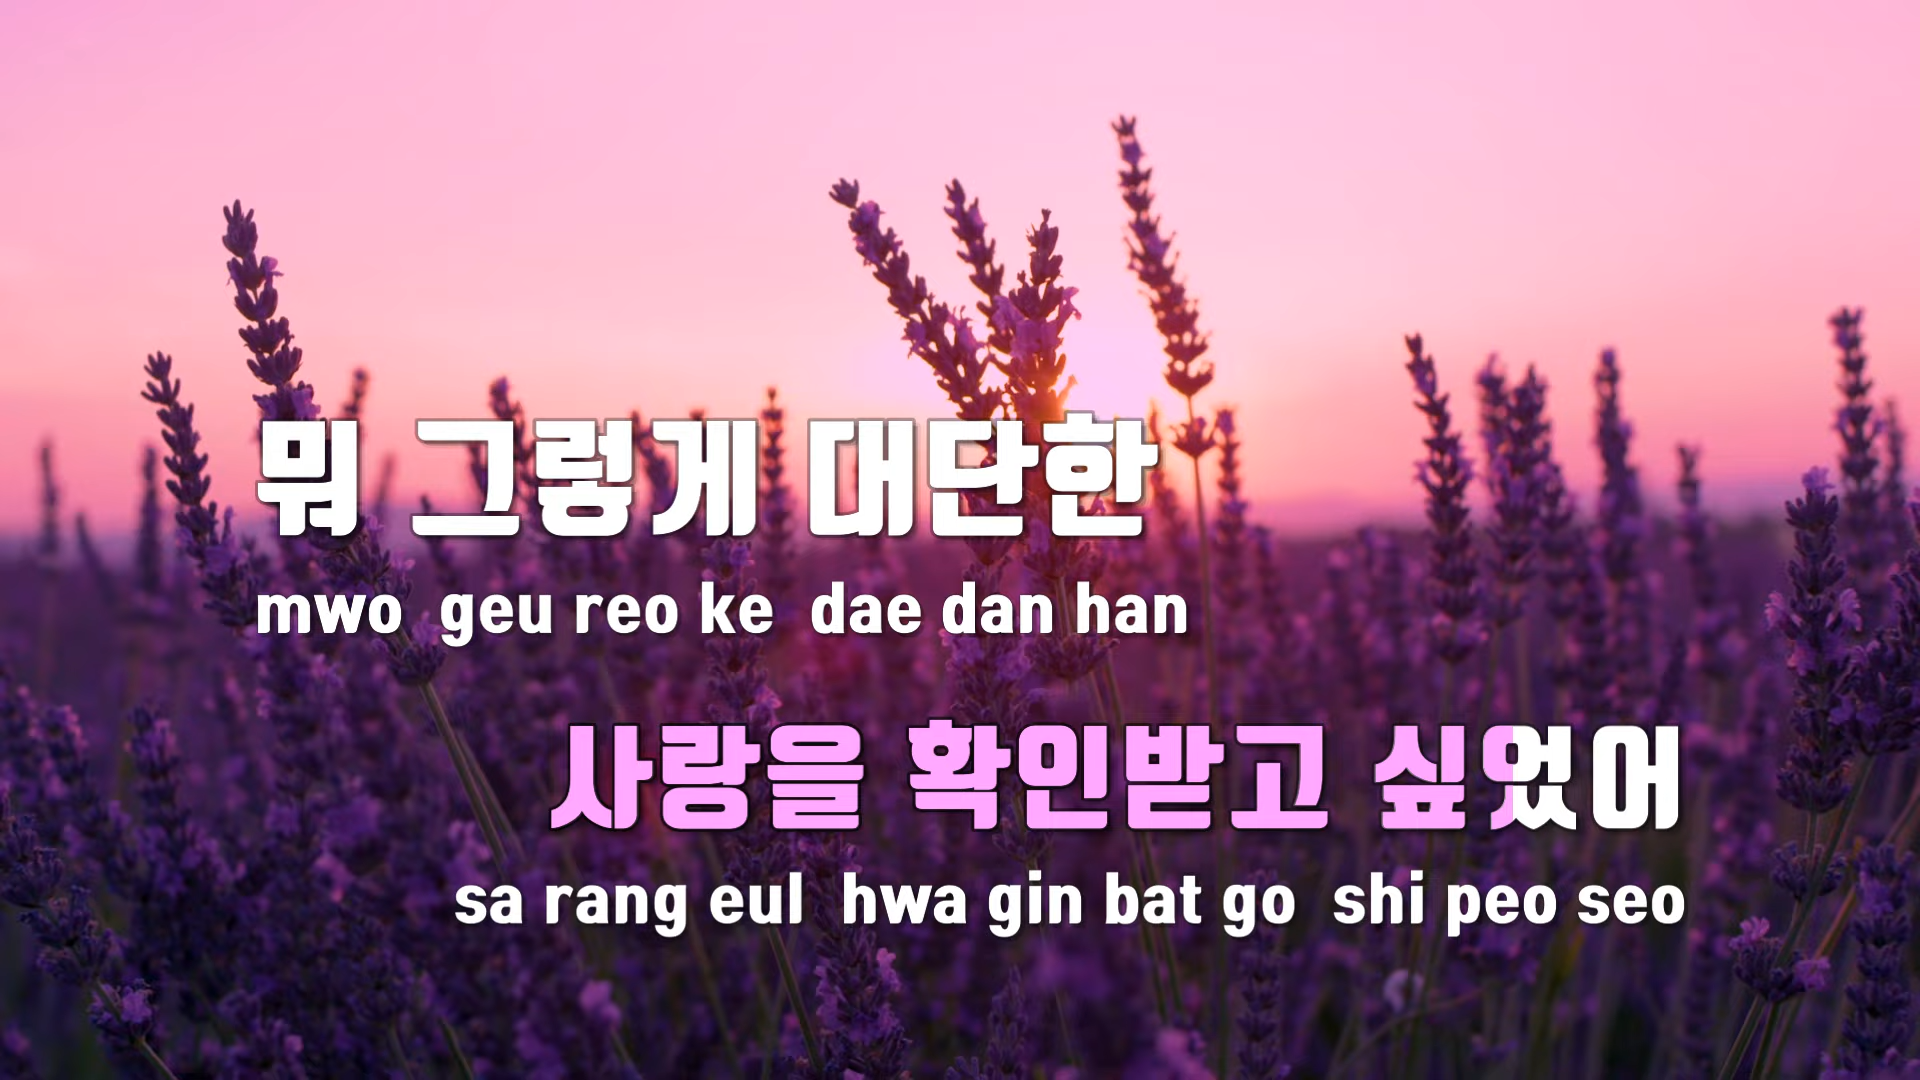 뭐 그렇게 대단한
mwo geu reo ke dae dan han
사랑을 확인받고 싶었어
sa rang eul hwa gin bat go shi peo seo